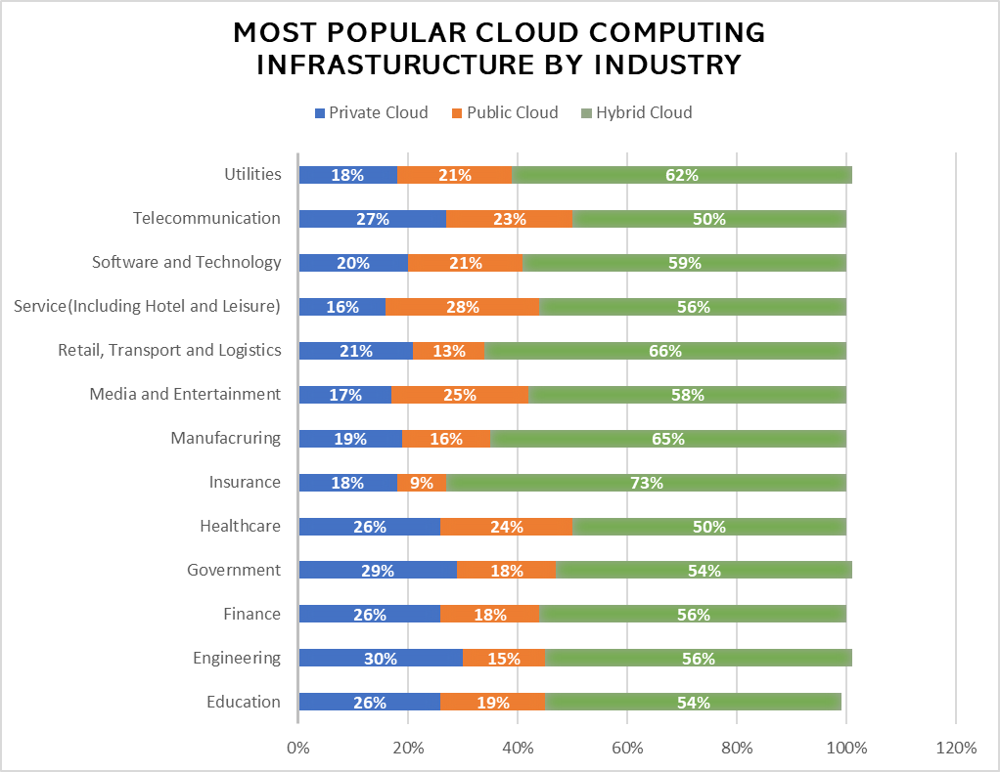 MOST POPULAR CLOUD COMPUTING
INFRASTURUCTURE BY INDUSTRY
Private Cloud Public Cloud Hybrid Cloud
Utilities 18% 21% 62%
Telecommunication 27% 23% 50%
Software and Technology 20% 21% 59%
Service(Including Hotel and Leisure) 16% 28% 56%
Retail, Transport and Logistics 21% 13% 66%
Media and Entertainment 17% 25% 58%
Manufacruring 19% 16% 65%
Insurance 18% 9% 73%
Healthcare 26% 24% 50%
Government 29% 18% 54%
Finance 26% 18% 56%
Engineering 30% 15% 56%
Education 26% 19% 54%
0% 20% 40% 60% 80% 100% 120%